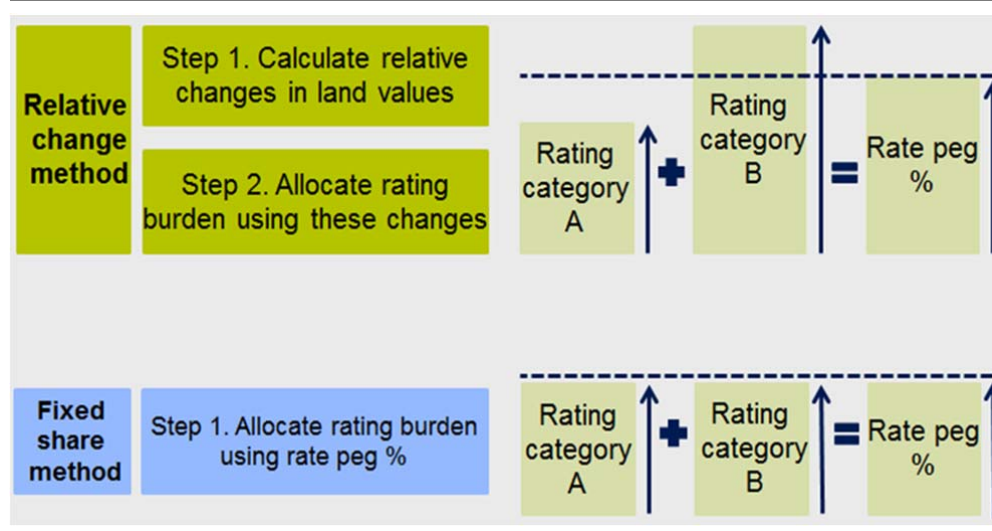 Relative
change
method
Step 1. Calculate relative
changes in land values
Step 2. Allocate rating
burden using these changes
Rating
category
A
+
Rating
category
B
=
Rate peg
%
Fixed
share
method
Step 1. Allocate rating burden
using rate peg %
Rating
category
A
+
Rating
category
B
=
Rate peg
%